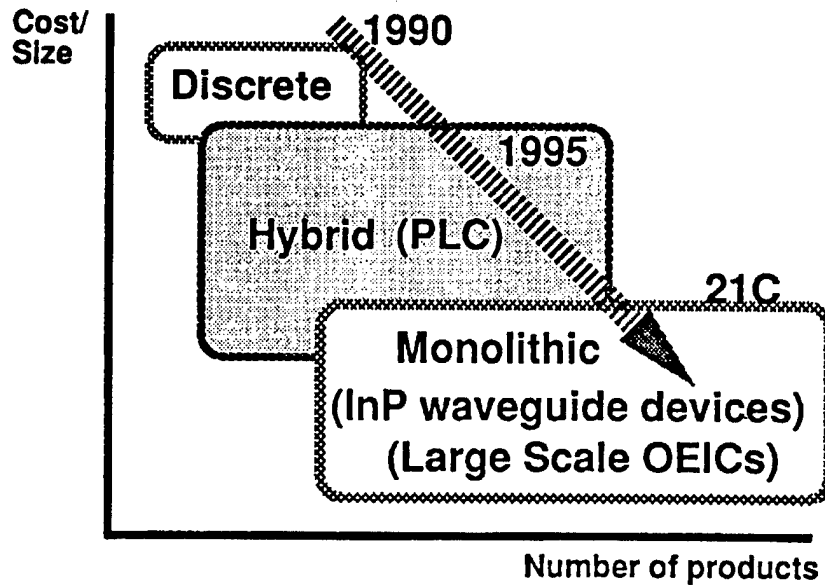 Cost/
Size
1990
Discrete
1995
Hybrid (PLC)
21C
Monolithic
(InP waveguide devices)
(Large Scale OEICs)
Number of products